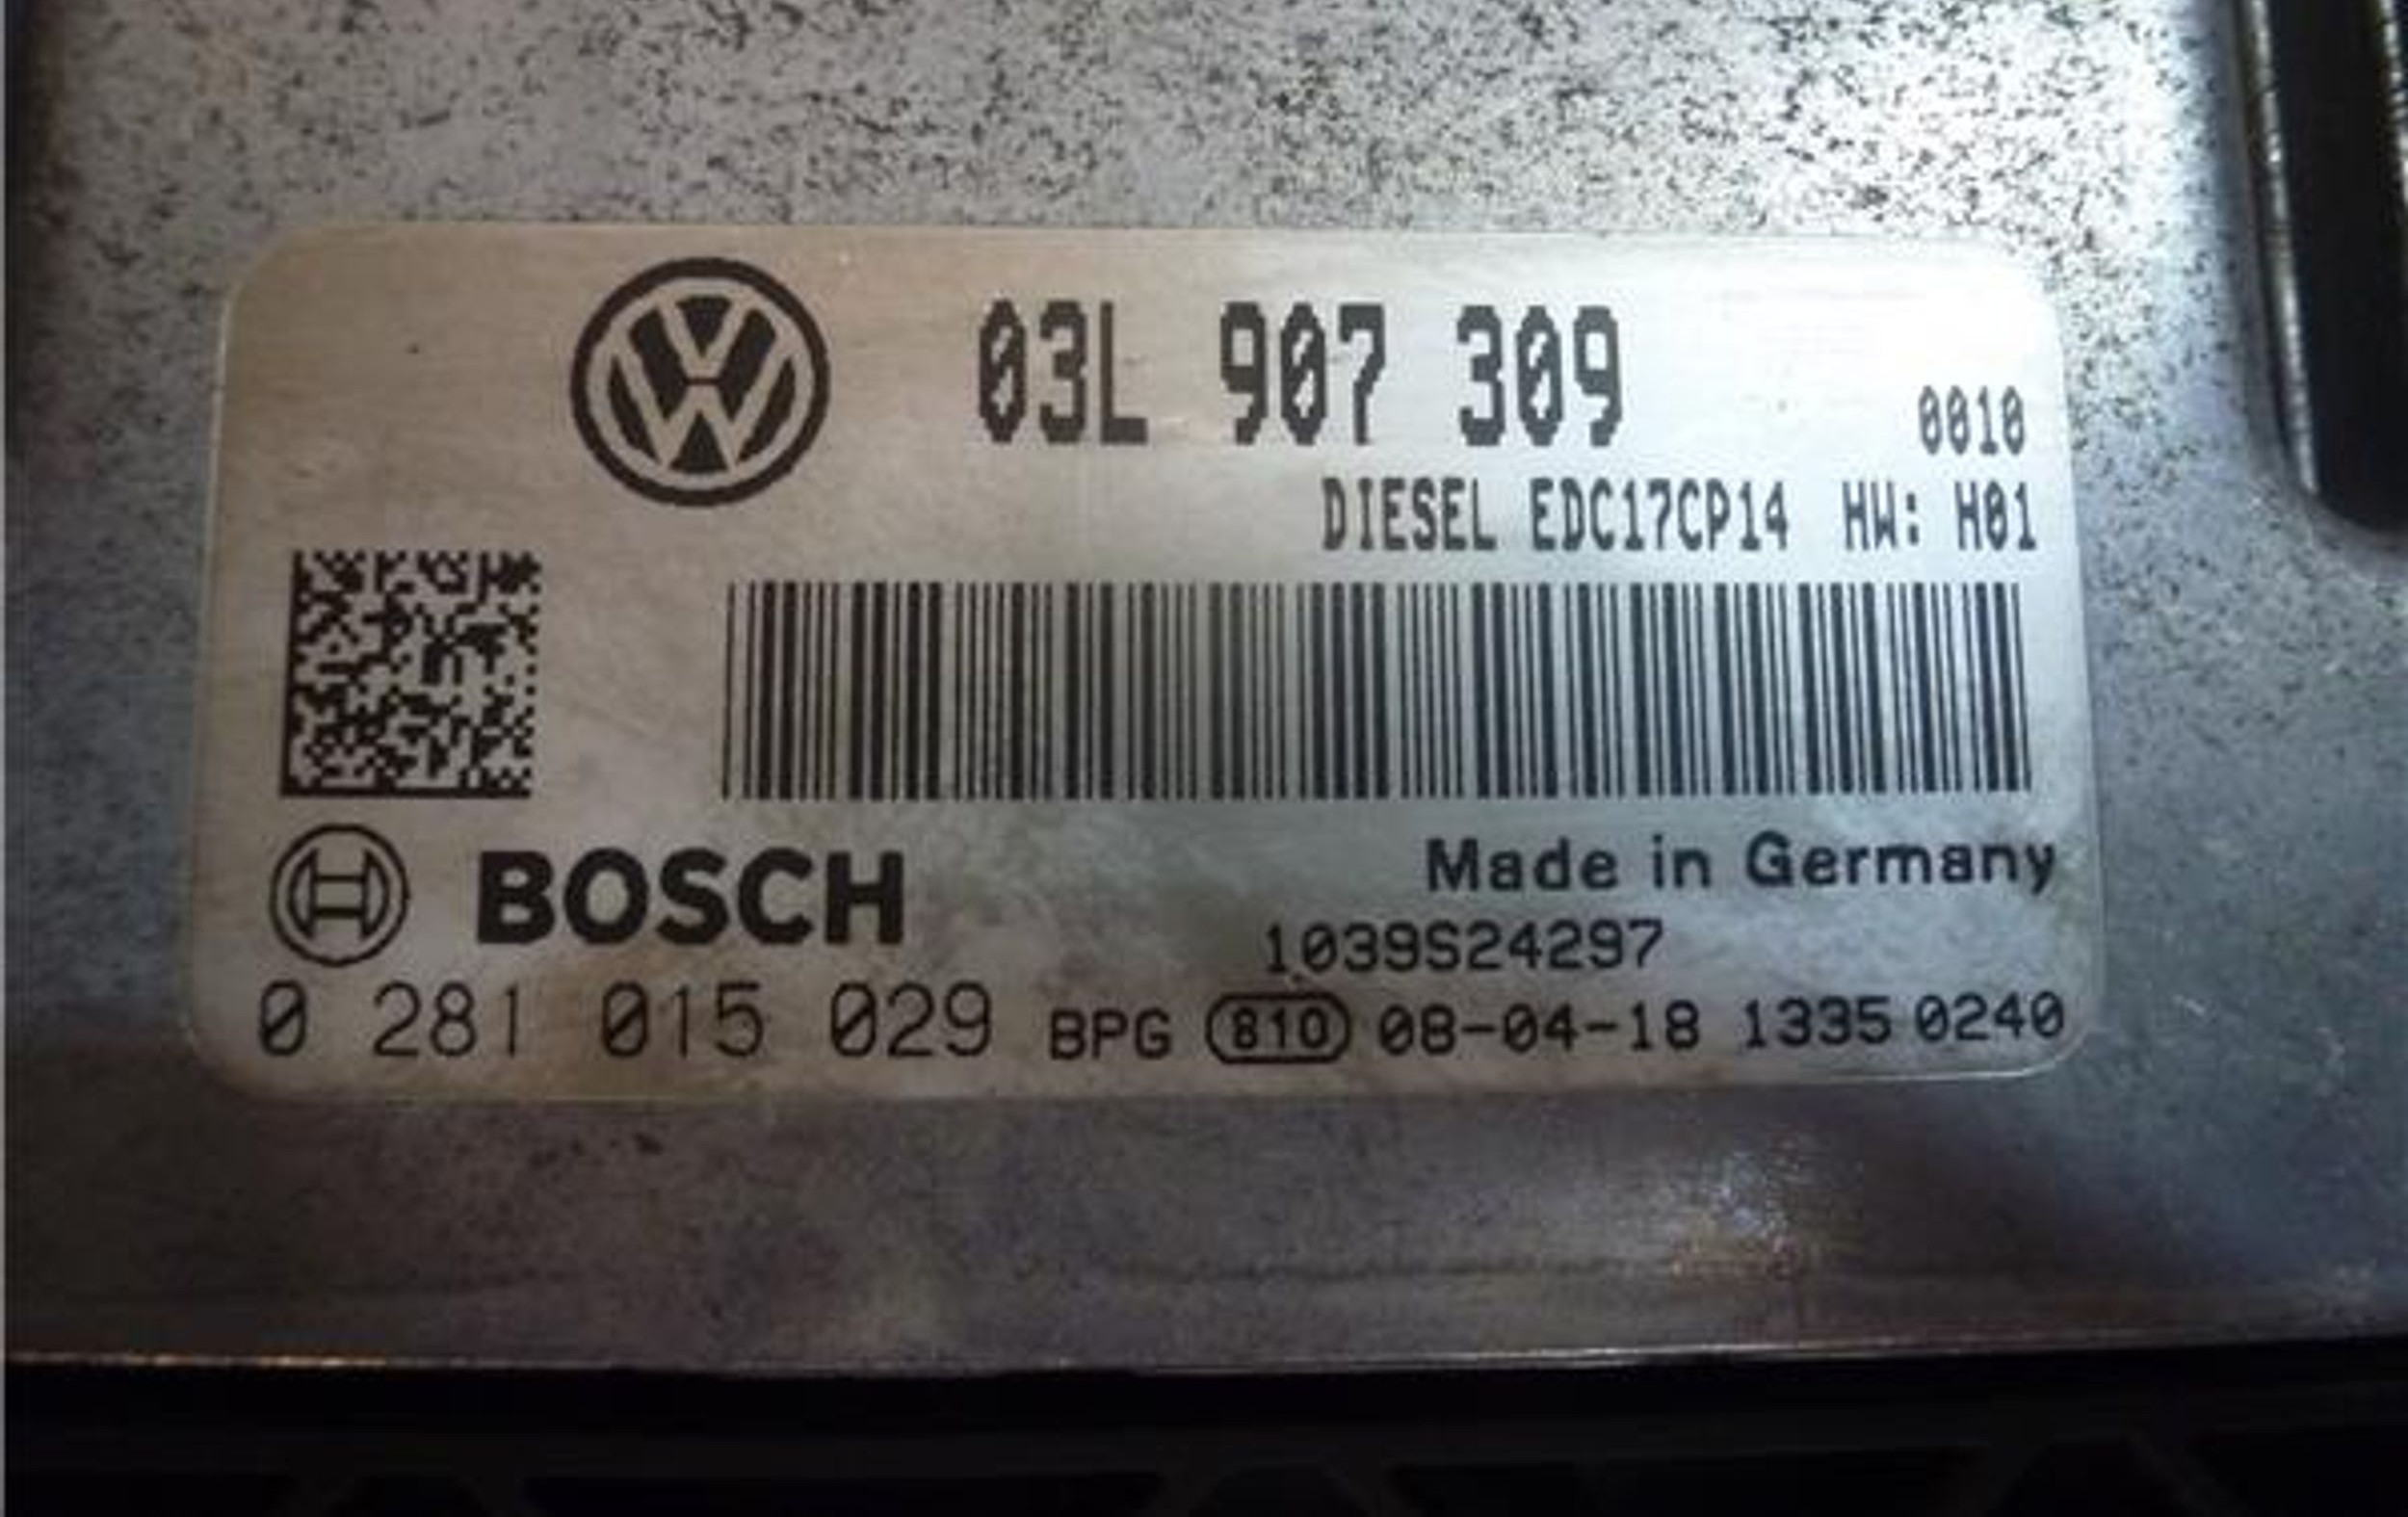 03L 907 309
0010
DIESEL EDC17CP14 HW: H01
BOSCH
Made in Germany
1039S24297
0 281 015 029 BPG 810 08-04-18 1335 0240